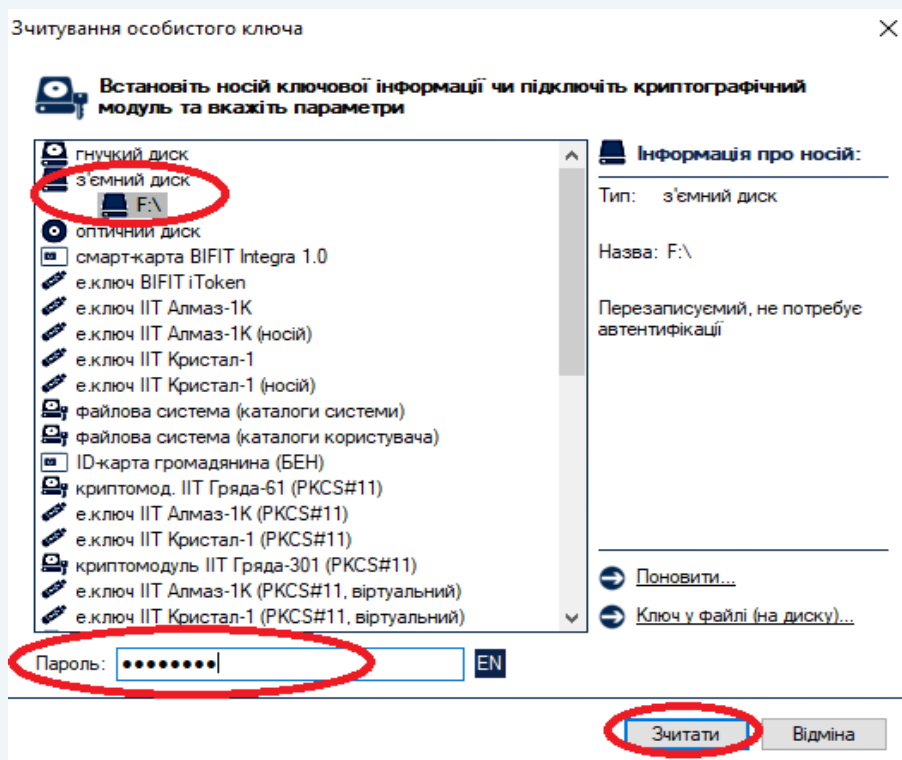 Зчитування особистого ключа
Встановіть носій ключової інформації чи підключіть криптографічний
модуль та вкажіть параметри
гнучкий диск
з'ємний диск
F:\
оптичний диск
смарт-карта BIFIT Integra 1.0
е.ключ BIFIT iToken
е.ключ ІІТ Алмаз-1К
е.ключ ІІТ Алмаз-1К (носій)
е.ключ ІІТ Кристал-1
е.ключ ІІТ Кристал-1 (носій)
файлова система (каталоги системи)
файлова система (каталоги користувача)
ID-карта громадянина (БЕН)
криптомод. ІІТ Гряда-61 (PKCS#11)
е.ключ ІІТ Алмаз-1К (PKCS#11)
е.ключ ІІТ Кристал-1 (PKCS#11)
криптомодуль ІІТ Гряда-301 (PKCS#11)
е.ключ ІІТ Алмаз-1К (PKCS#11, віртуальний)
е.ключ ІІТ Кристал-1 (PKCS#11, віртуальний)
Інформація про носій:
Тип: з'ємний диск
Назва: F:\
Перезаписуємий, не потребує
автентифікації
Поновити...
Ключ у файлі (на диску)...
Пароль: ●●●●●●●● EN
Зчитати Відміна